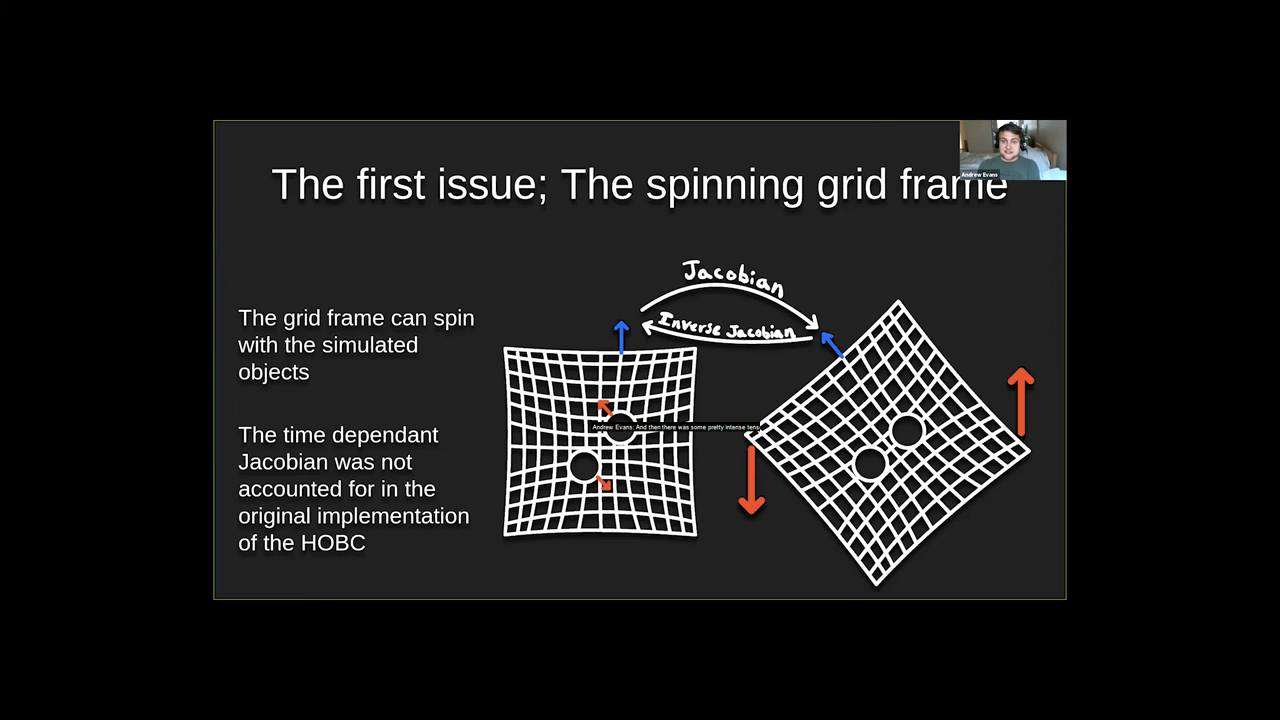 The first issue; The spinning grid frame
Andrew Evans
Jacobian
Inverse Jacobian
The grid frame can spin
with the simulated
objects
Andrew Evans: And then there was some pretty intense tens
The time dependant
Jacobian was not
accounted for in the
original implementation
of the HOBC